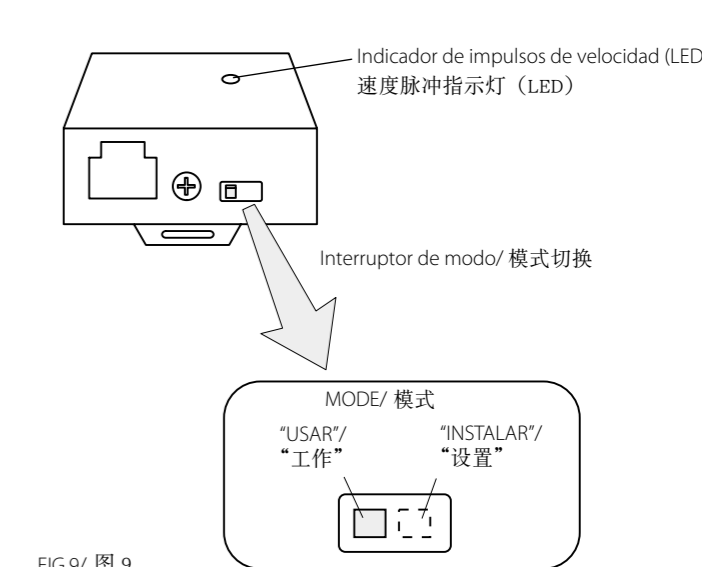 Indicador de impulsos de velocidad (LED
速度脉冲指示灯（LED）
Interruptor de modo/ 模式切换
MODE/ 模式
“USAR”/
“工作”
“INSTALAR”/
“设置”
FIG.9/ 图 9